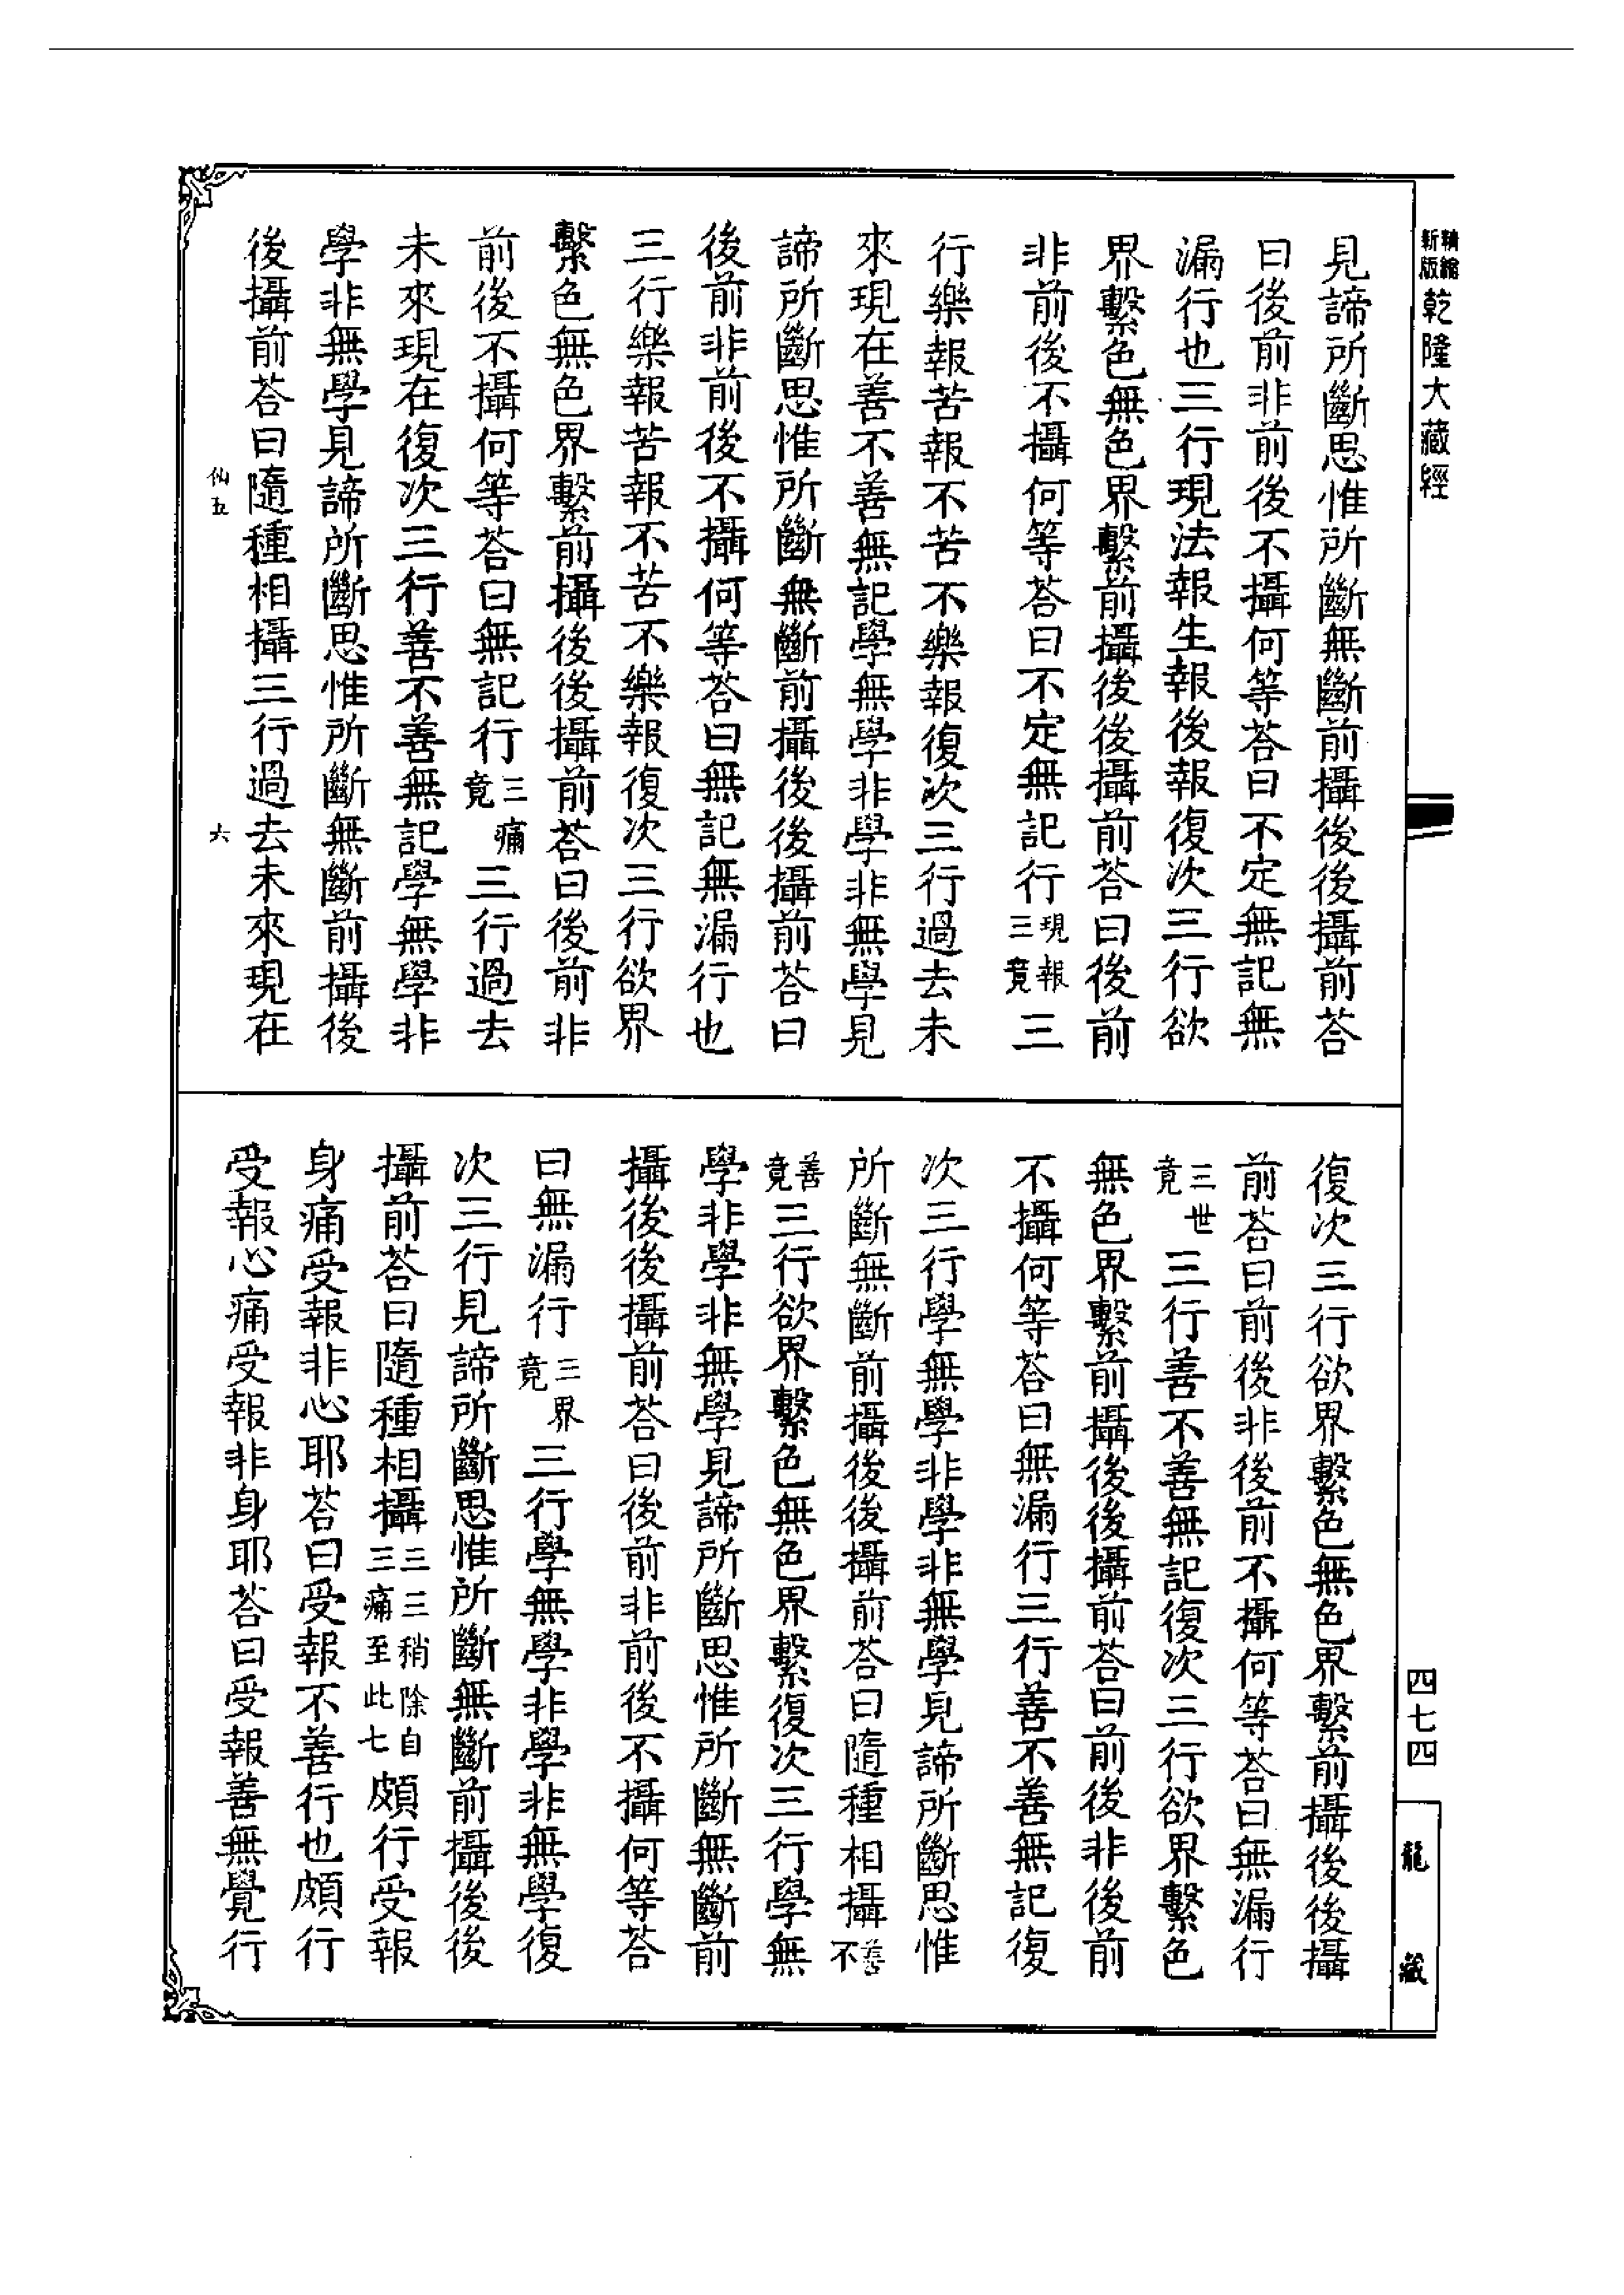 精縮新版乾隆大藏經
見諦所斷思惟所斷無斷前攝後後攝前荅
曰後前非前後不攝何等荅曰不定無記無
漏行也三行現法報生報後報復次三行欲
界繫色無色界繫前攝後後攝前荅曰後前
非前後不攝何等荅曰不定無記行現報三竟三
行樂報苦報不苦不樂報復次三行過去未
來現在善不善無記學無學非學非無學見
諦所斷思惟所斷無斷前攝後後攝前荅曰
後前非前後不攝何等荅曰無記無漏行也
三行樂報苦報不苦不樂報復次三行欲界
繫色無色界繫前攝後後攝前荅曰後前非
前後不攝何等荅曰無記行三痛竟三行過去
未來現在復次三行善不善無記學無學非
學非無學見諦所斷思惟所斷無斷前攝後
後攝前荅曰隨種相攝三行過去未來現在
仙五
六
復次三行欲界繫色無色界繫前攝後後攝
前荅曰前後非後前不攝何等荅曰無漏行
三世竟三行善不善無記復次三行欲界繫色
無色界繫前攝後後攝前荅曰前後非後前
不攝何等荅曰無漏行三行善不善無記復
次三行學無學非學非無學見諦所斷思惟
所斷無斷前攝後後攝前荅曰隨種相攝善不
善竟三行欲界繫色無色界繫復次三行學無
學非學非無學見諦所斷思惟所斷無斷前
攝後後攝前荅曰後前非前後不攝何等荅
曰無漏行三界竟三行學無學非學非無學復
次三行見諦所斷思惟所斷無斷前攝後後
攝前荅曰隨種相攝三三稍除自三痛至此七頗行受報
身痛受報非心耶荅曰受報不善行也頗行
受報心痛受報非身耶荅曰受報善無覺行
四七四
龍藏